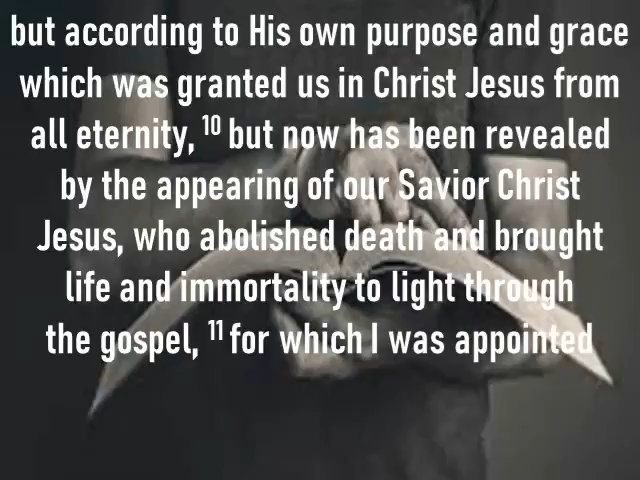 but according to His own purpose and grace
which was granted us in Christ Jesus from
all eternity, ¹⁰ but now has been revealed
by the appearing of our Savior Christ
Jesus, who abolished death and brought
life and immortality to light through
the gospel, ¹¹ for which I was appointed